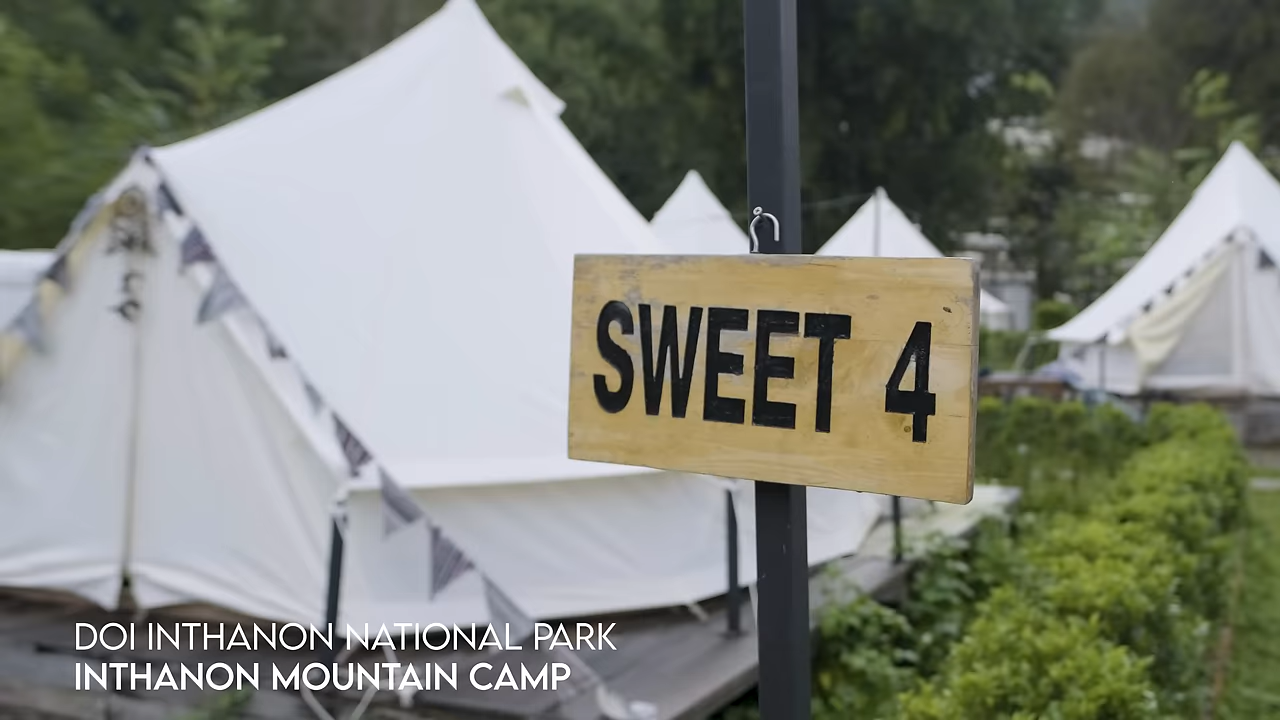 SWEET 4
DOI INTHANON NATIONAL PARK
INTHANON MOUNTAIN CAMP